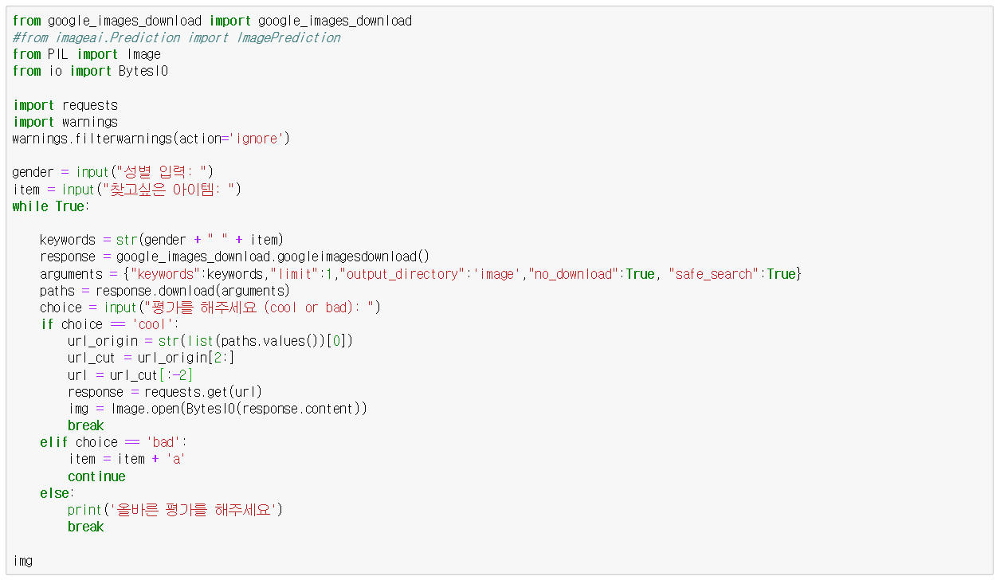 from google_images_download import google_images_download
#from imageai.Prediction import ImagePrediction
from PIL import Image
from io import BytesIO

import requests
import warnings
warnings.filterwarnings(action='ignore')

gender = input("성별 입력: ")
item = input("찾고싶은 아이템: ")
while True:

    keywords = str(gender + " " + item)
    response = google_images_download.googleimagesdownload()
    arguments = {"keywords":keywords,"limit":1,"output_directory":'image',"no_download":True, "safe_search":True}
    paths = response.download(arguments)
    choice = input("평가를 해주세요 (cool or bad): ")
    if choice == 'cool':
        url_origin = str(list(paths.values())[0])
        url_cut = url_origin[2:]
        url = url_cut[:-2]
        response = requests.get(url)
        img = Image.open(BytesIO(response.content))
        break
    elif choice == 'bad':
        item = item + 'a'
        continue
    else:
        print('올바른 평가를 해주세요')
        break

img